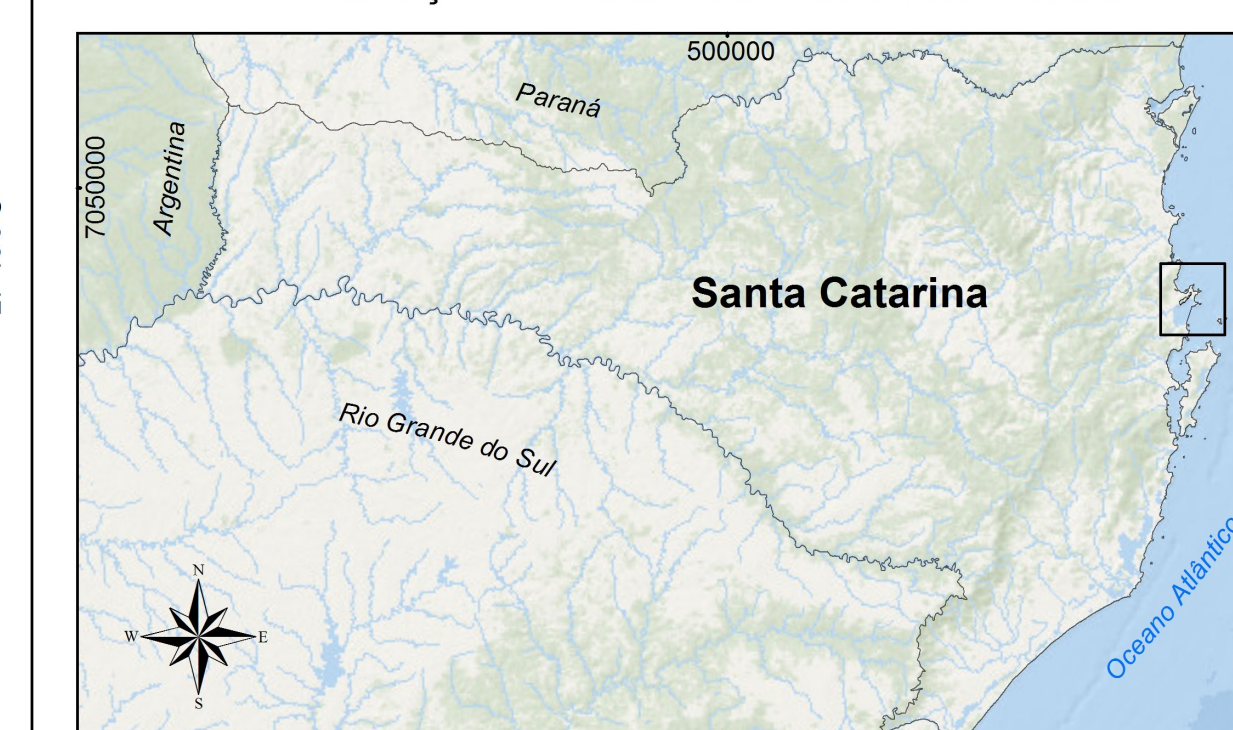 500000
Paraná
7050000
Argentina
Santa Catarina
Rio Grande do Sul
Oceano Atlântico
N
W
E
S